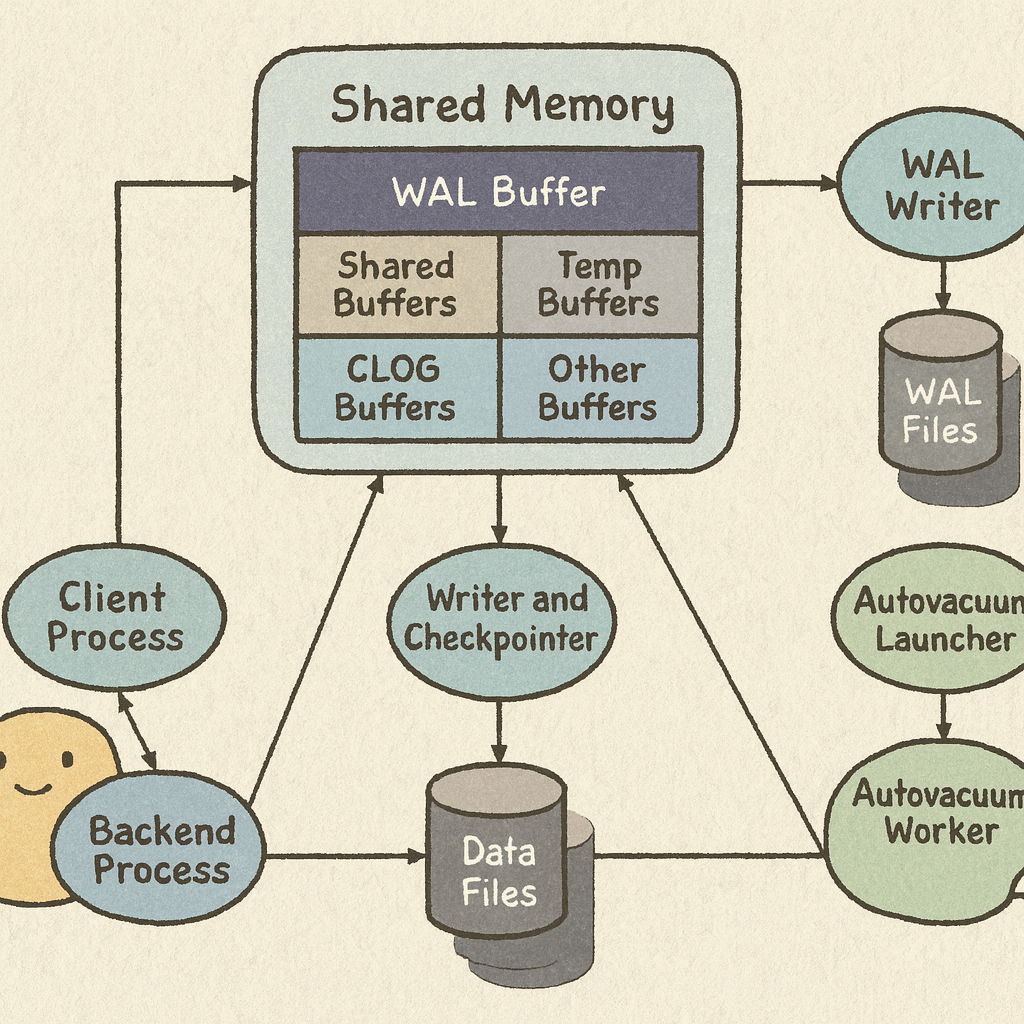 Shared Memory
WAL Buffer
Shared
Buffers
Temp
Buffers
CLOG
Buffers
Other
Buffers
WAL
Writer
WAL
Files
Client
Process
Writer and
Checkpointer
Autovacuum
Launcher
Backend
Process
Data
Files
Autovacuum
Worker